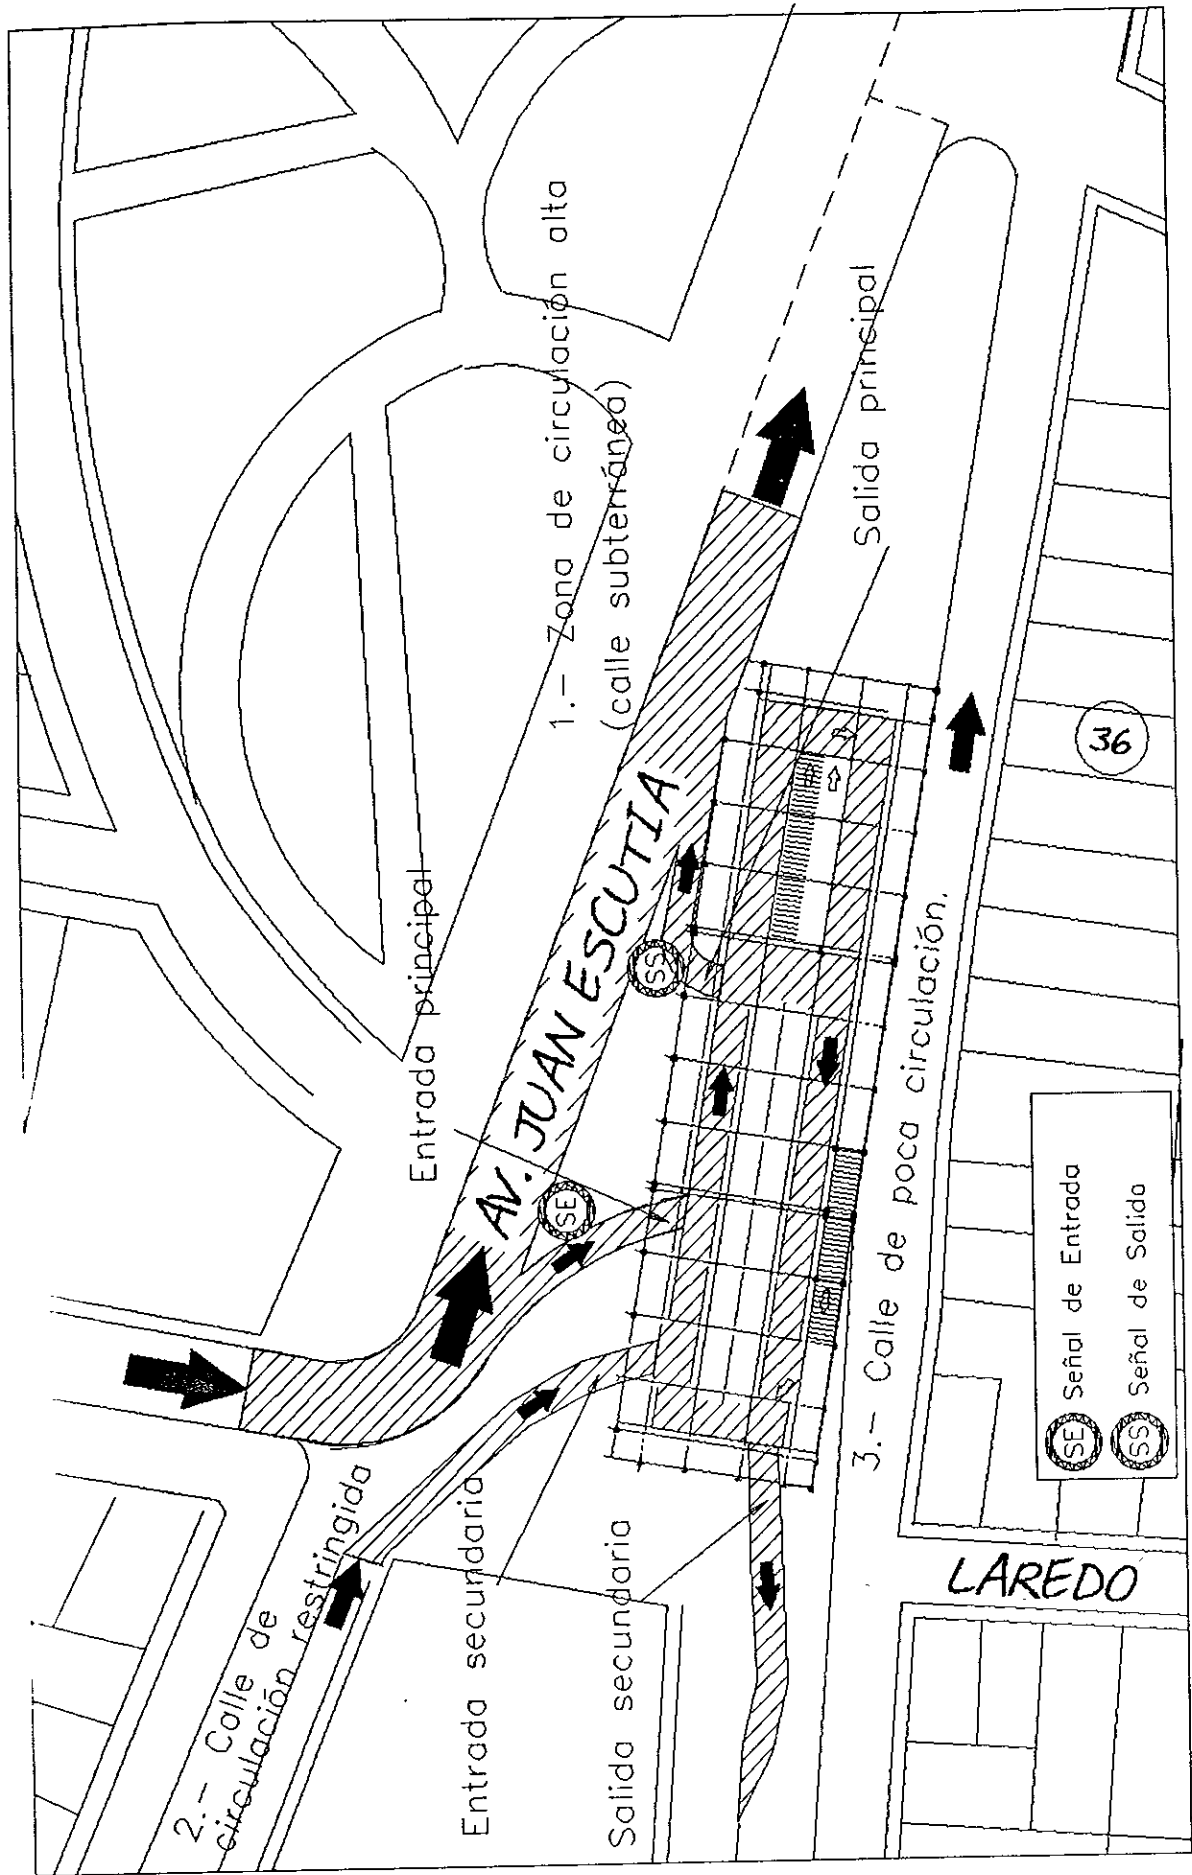 1.- Zona de circulación alta
(calle subterránea)
Entrada principal
Salida principal
AV. JUAN ESCUTIA
SS
SE
36
2.- Calle de
circulación restringida
Entrada secundaria
Salida secundaria
3.- Calle de poca circulación.
LAREDO
SE Señal de Entrada
SS Señal de Salida